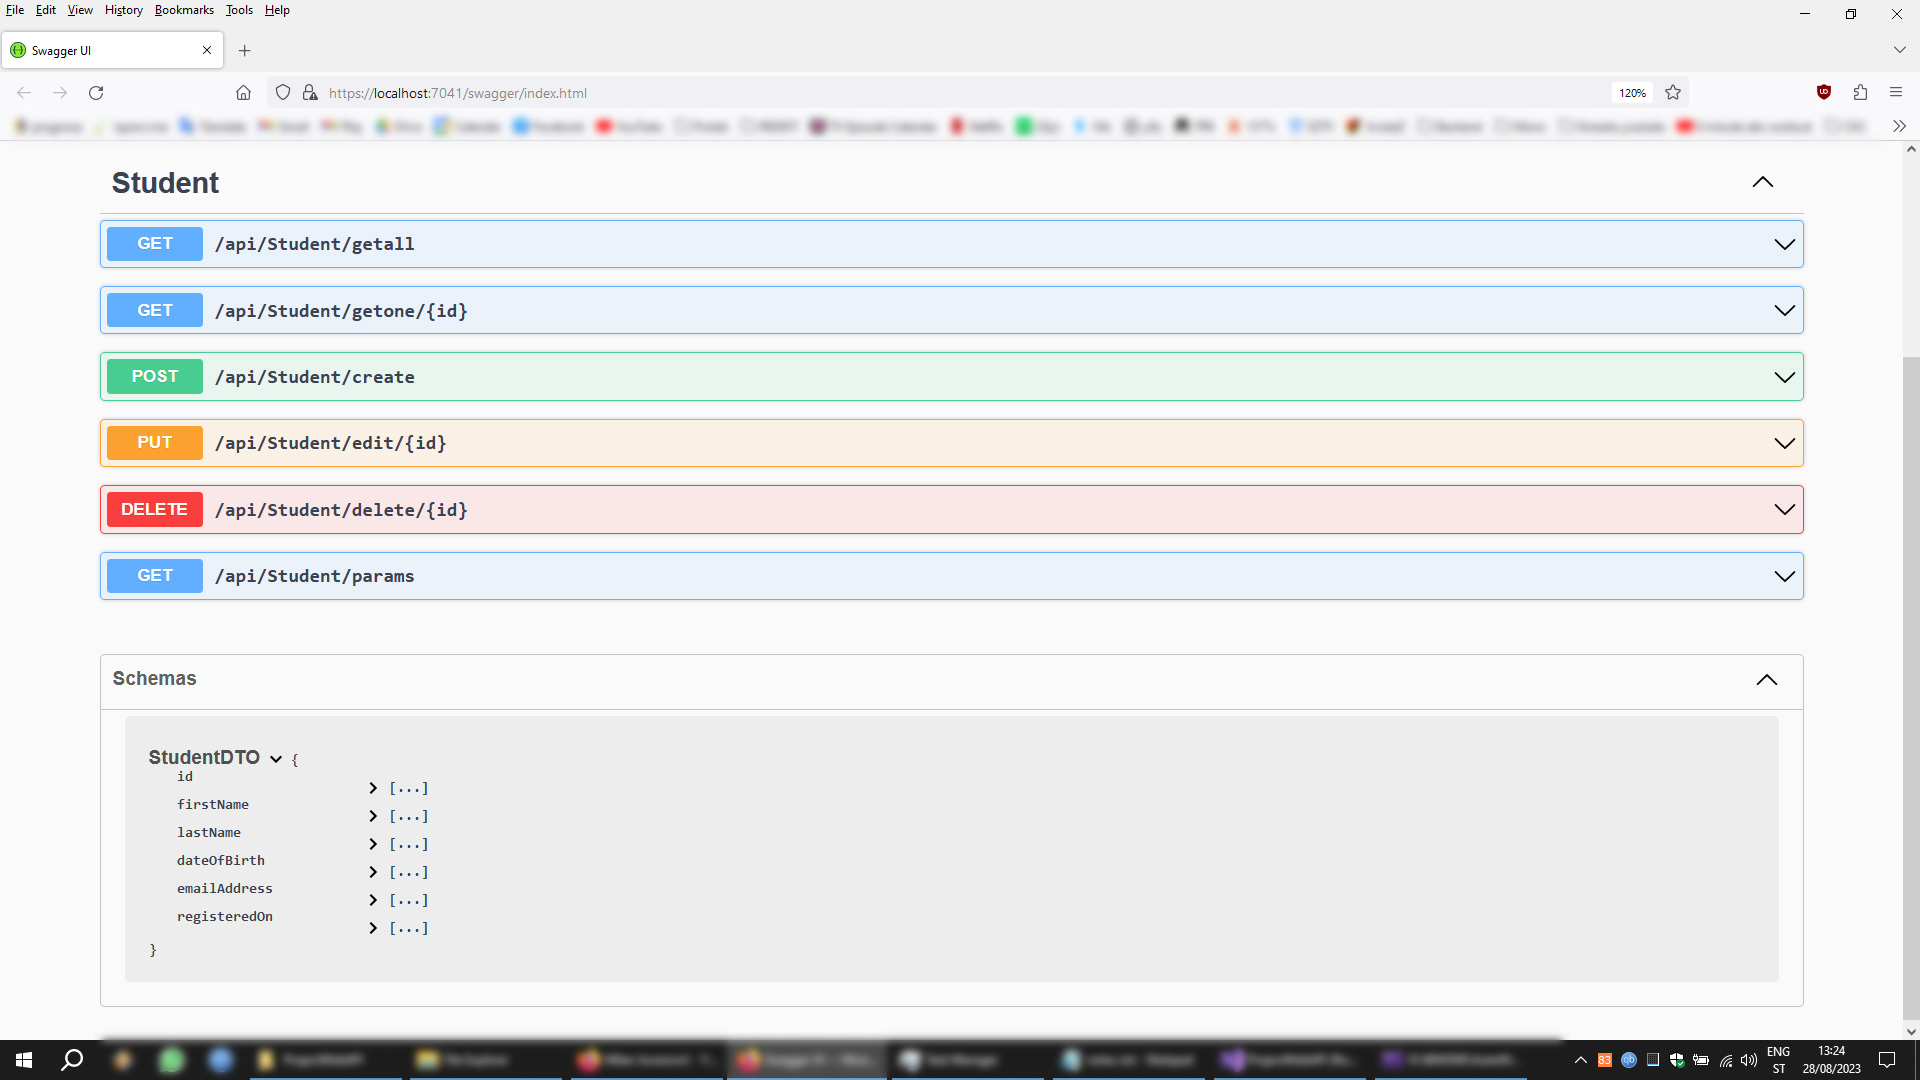 File Edit View History Bookmarks Tools Help
Swagger UI
https://localhost:7041/swagger/index.html
120%
Student
GET /api/Student/getall
GET /api/Student/getone/{id}
POST /api/Student/create
PUT /api/Student/edit/{id}
DELETE /api/Student/delete/{id}
GET /api/Student/params
Schemas
StudentDTO {
id [...]
firstName [...]
lastName [...]
dateOfBirth [...]
emailAddress [...]
registeredOn [...]
}
83
qb
ENG
ST
13:24
28/08/2023